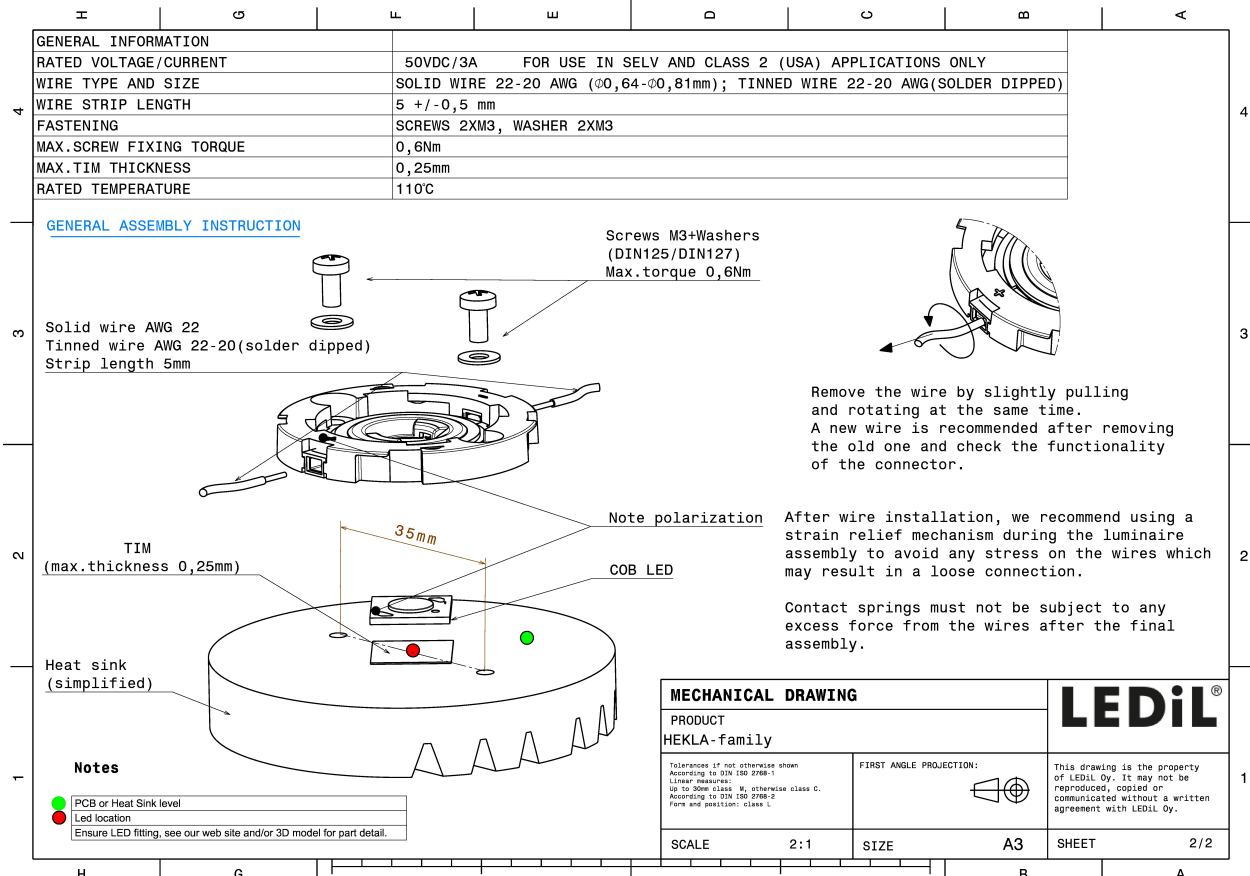 H G F E D C B A
GENERAL INFORMATION
RATED VOLTAGE/CURRENT 50VDC/3A FOR USE IN SELV AND CLASS 2 (USA) APPLICATIONS ONLY
WIRE TYPE AND SIZE SOLID WIRE 22-20 AWG (Φ0,64-Φ0,81mm); TINNED WIRE 22-20 AWG(SOLDER DIPPED)
WIRE STRIP LENGTH 5 +/-0,5 mm
FASTENING SCREWS 2XM3, WASHER 2XM3
MAX.SCREW FIXING TORQUE 0,6Nm
MAX.TIM THICKNESS 0,25mm
RATED TEMPERATURE 110℃
4
4
GENERAL ASSEMBLY INSTRUCTION
Screws M3+Washers
(DIN125/DIN127)
Max.torque 0,6Nm
Solid wire AWG 22
Tinned wire AWG 22-20(solder dipped)
Strip length 5mm
3
3
Remove the wire by slightly pulling
and rotating at the same time.
A new wire is recommended after removing
the old one and check the functionality
of the connector.
Note polarization
35mm
TIM
(max.thickness 0,25mm)
COB LED
After wire installation, we recommend using a
strain relief mechanism during the luminaire
assembly to avoid any stress on the wires which
may result in a loose connection.
2
2
Contact springs must not be subject to any
excess force from the wires after the final
assembly.
Heat sink
(simplified)
Notes
PCB or Heat Sink level
Led location
Ensure LED fitting, see our web site and/or 3D model for part detail.
1
1
MECHANICAL DRAWING
LEDiL®
PRODUCT
HEKLA-family
Tolerances if not otherwise shown
According to DIN ISO 2768-1
Linear measures:
Up to 30mm class M, otherwise class C.
According to DIN ISO 2768-2
Form and position: class L
FIRST ANGLE PROJECTION:
This drawing is the property
of LEDiL Oy. It may not be
reproduced, copied or
communicated without a written
agreement with LEDiL Oy.
SCALE 2:1
SIZE A3
SHEET 2/2
H G B A